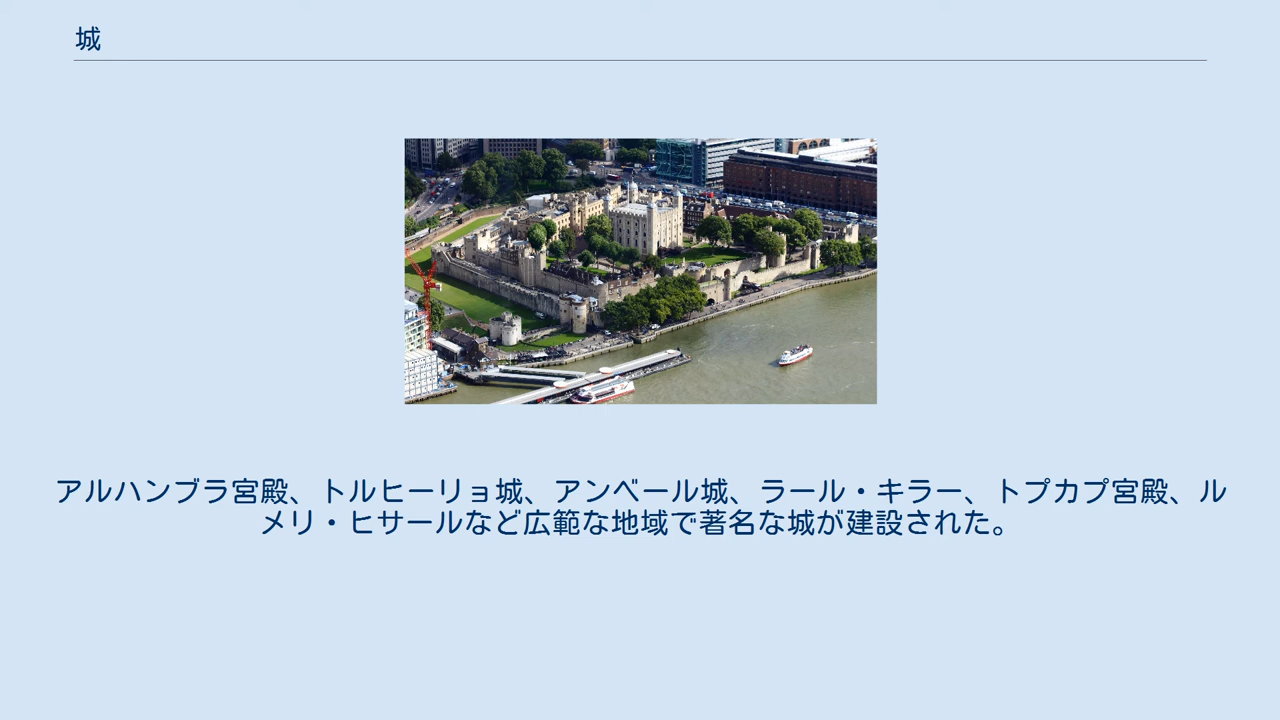 城
アルハンブラ宮殿、トルヒーリョ城、アンベール城、ラール・キラー、トプカプ宮殿、ル
メリ・ヒサールなど広範な地域で著名な城が建設された。